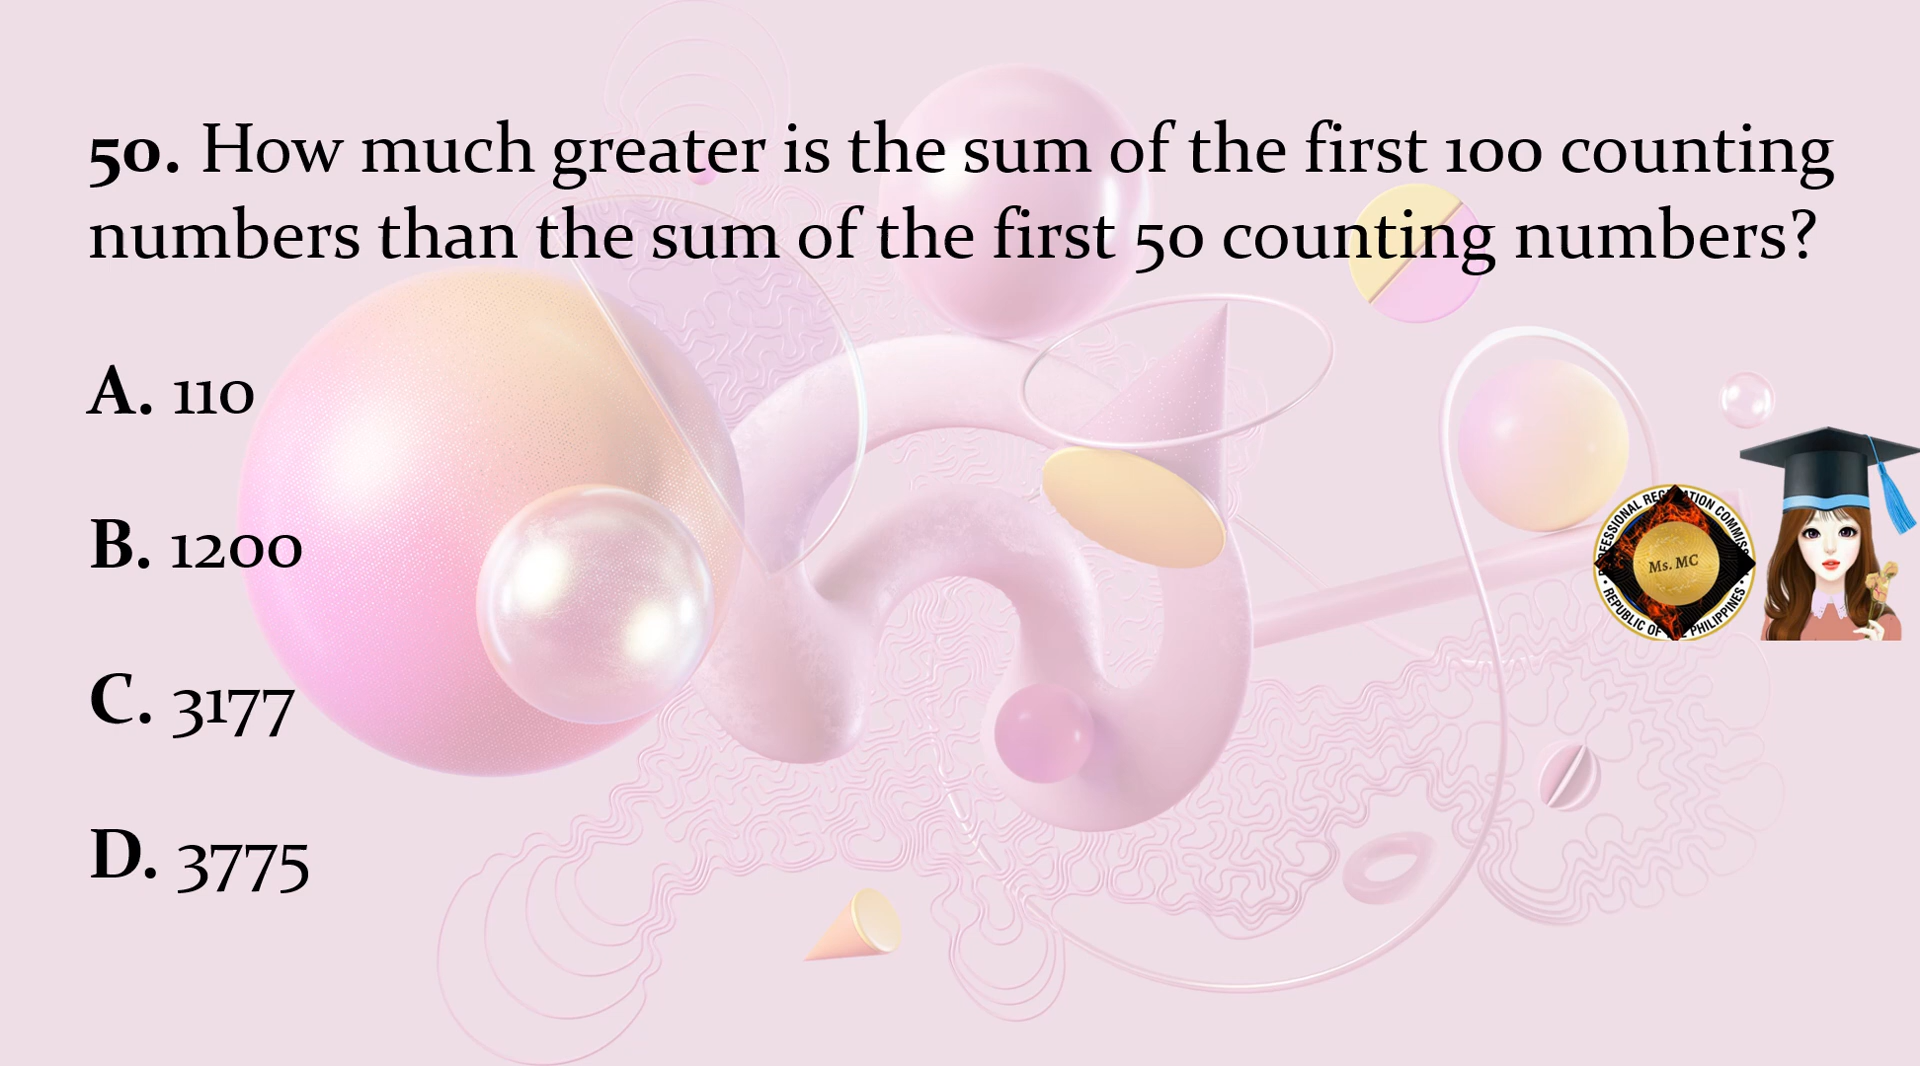 50. How much greater is the sum of the first 100 counting
numbers than the sum of the first 50 counting numbers?
A. 110
B. 1200
C. 3177
D. 3775
Ms. MC
REPUBLIC OF PHILIPPINES